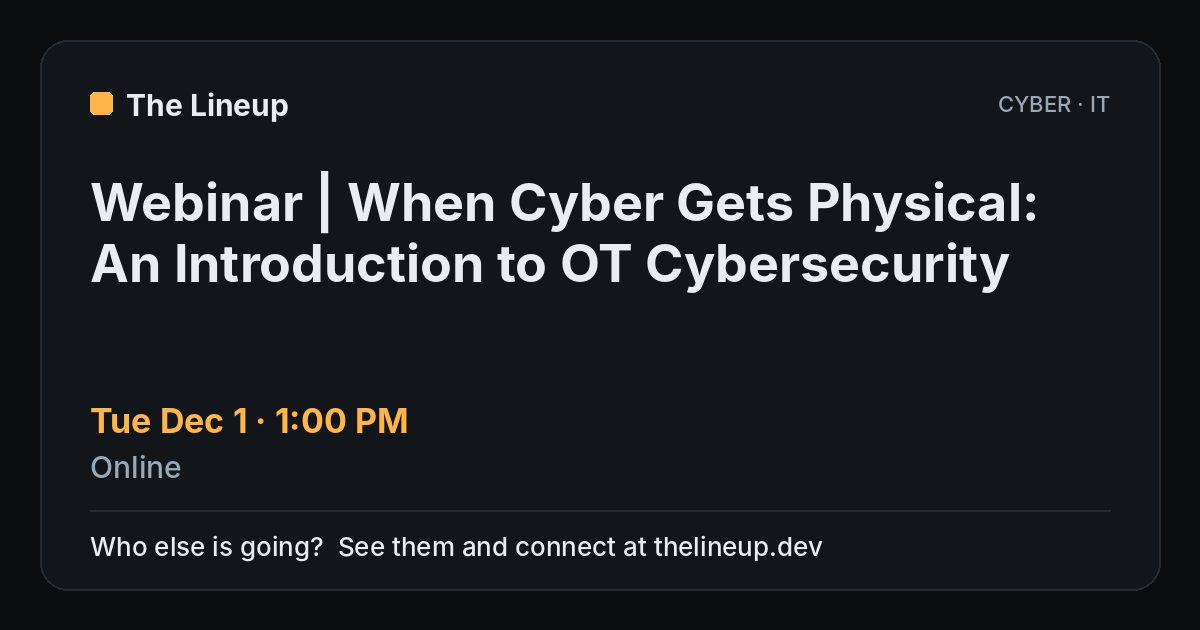 The Lineup
CYBER · IT
Webinar | When Cyber Gets Physical:
An Introduction to OT Cybersecurity
Tue Dec 1 · 1:00 PM
Online
Who else is going? See them and connect at thelineup.dev